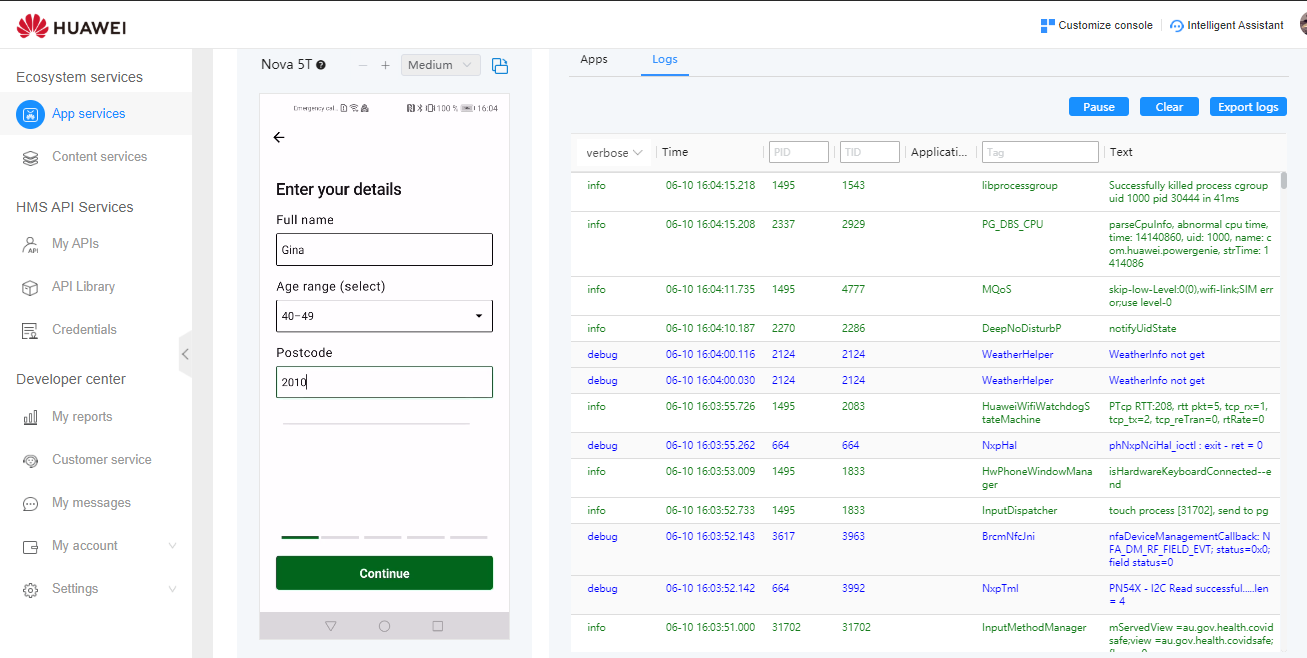 HUAWEI
Customize console
Intelligent Assistant
Ecosystem services
App services
Content services
HMS API Services
My APIs
API Library
Credentials
Developer center
My reports
Customer service
My messages
My account
Settings
Nova 5T
Medium
Emergency cal...
100 %
16:04
Enter your details
Full name
Gina
Age range (select)
40–49
Postcode
2010
Continue
Apps
Logs
Pause
Clear
Export logs
verbose
Time
PID
TID
Applicati...
Tag
Text
info 06-10 16:04:15.218 1495 1543 libprocessgroup Successfully killed process cgroup
uid 1000 pid 30444 in 41ms
info 06-10 16:04:15.208 2337 2929 PG_DBS_CPU parseCpuInfo, abnormal cpu time,
time: 14140860, uid: 1000, name: c
om.huawei.powergenie, strTime: 1
414086
info 06-10 16:04:11.735 1495 4777 MQoS skip-low-Level:0(0),wifi-link;SIM err
or;use level-0
info 06-10 16:04:10.187 2270 2286 DeepNoDisturbP notifyUidState
debug 06-10 16:04:00.116 2124 2124 WeatherHelper WeatherInfo not get
debug 06-10 16:04:00.030 2124 2124 WeatherHelper WeatherInfo not get
info 06-10 16:03:55.726 1495 2083 HuaweiWifiWatchdogS PTcp RTT:208, rtt pkt=5, tcp_rx=1,
tateMachine tcp_tx=2, tcp_reTran=0, rtRate=0
debug 06-10 16:03:55.262 664 664 NxpHal phNxpNciHal_ioctl : exit - ret = 0
info 06-10 16:03:53.009 1495 1833 HwPhoneWindowMana isHardwareKeyboardConnected--e
ger nd
info 06-10 16:03:52.733 1495 1833 InputDispatcher touch process [31702], send to pg
debug 06-10 16:03:52.143 3617 3963 BrcmNfcJni nfaDeviceManagementCallback: N
FA_DM_RF_FIELD_EVT; status=0x0;
field status=0
debug 06-10 16:03:52.142 664 3992 NxpTml PN54X - I2C Read successful.....len
= 4
info 06-10 16:03:51.000 31702 31702 InputMethodManager mServedView =au.gov.health.covid
safe;view =au.gov.health.covidsafe;